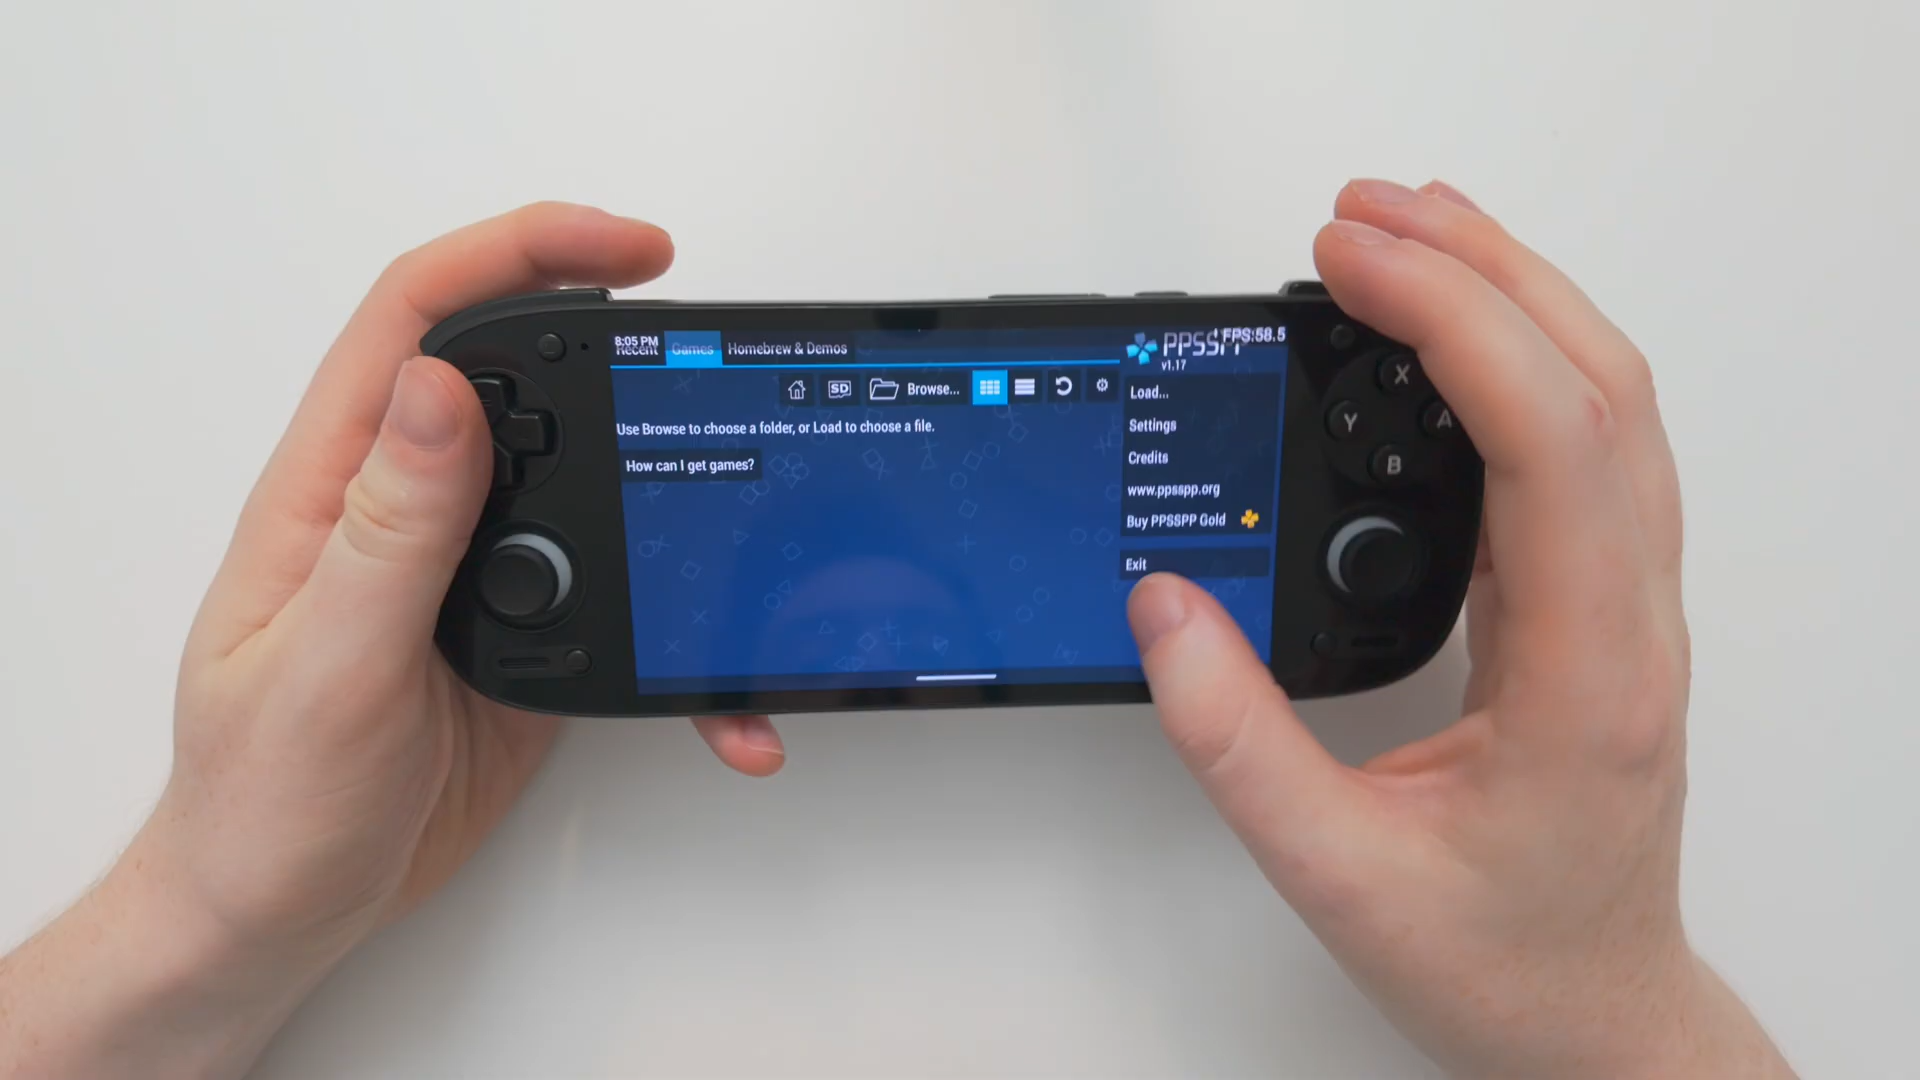 8:05 PM
Recent Games Homebrew & Demos
PPSSPP FPS:58.5
v1.17
SD Browse...
Load...
Use Browse to choose a folder, or Load to choose a file.
Settings
How can I get games?
Credits
www.ppsspp.org
Buy PPSSPP Gold
Exit
X
Y
A
B